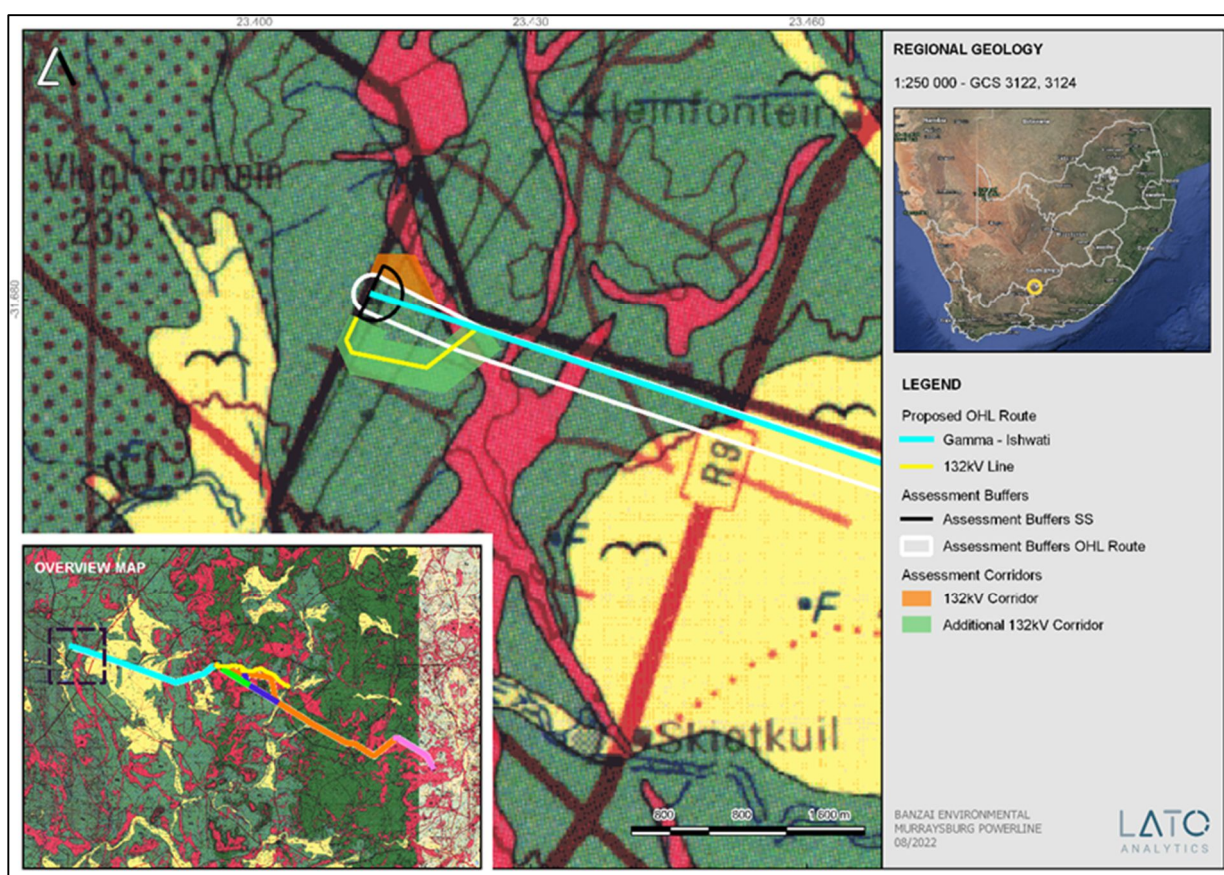 23.400
23.430
23.460
-31.680
Kleinfontein
Fontein
233
R9
F
F
F
Skietkuil
800
800
1,600 m
OVERVIEW MAP
REGIONAL GEOLOGY
1:250 000 - GCS 3122, 3124
LEGEND
Proposed OHL Route
Gamma - Ishwati
132kV Line
Assessment Buffers
Assessment Buffers SS
Assessment Buffers OHL Route
Assessment Corridors
132kV Corridor
Additional 132kV Corridor
BANZAI ENVIRONMENTAL
MURRAYSBURG POWERLINE
08/2022
LATO
ANALYTICS